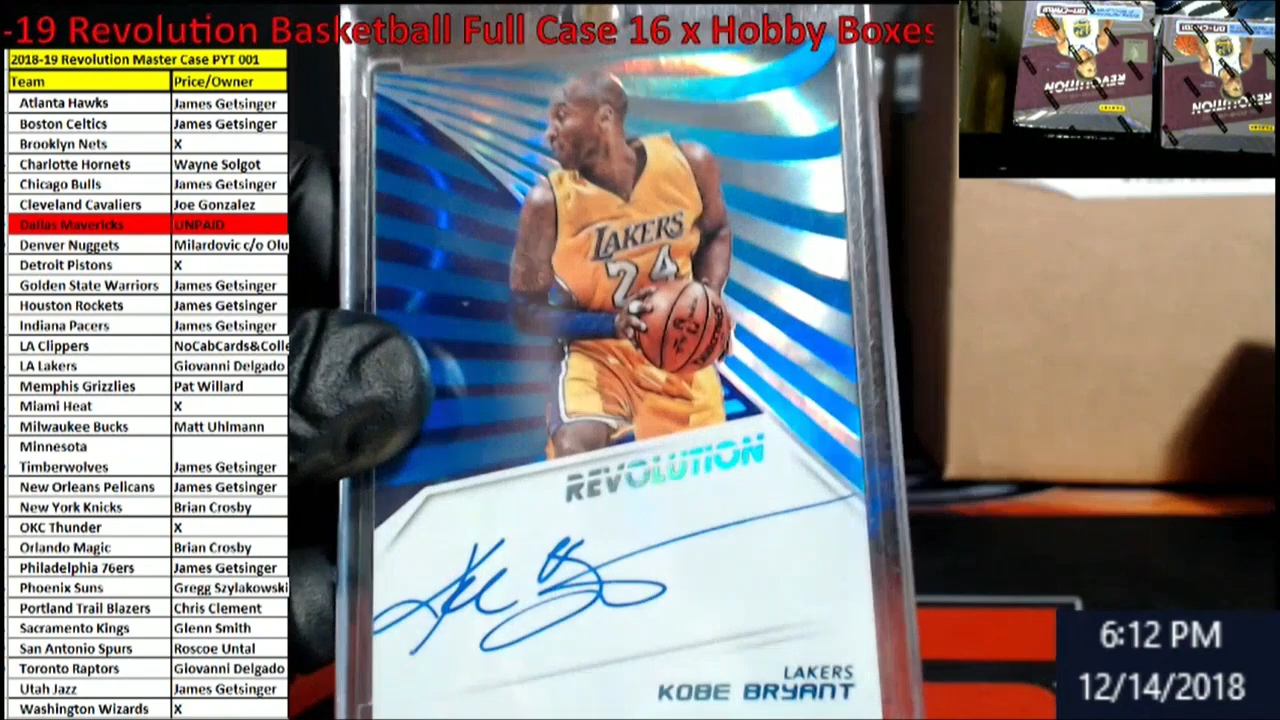 -19 Revolution Basketball Full Case 16 x Hobby Boxes
2018-19 Revolution Master Case PYT 001
Team Price/Owner
Atlanta Hawks James Getsinger
Boston Celtics James Getsinger
Brooklyn Nets X
Charlotte Hornets Wayne Solgot
Chicago Bulls James Getsinger
Cleveland Cavaliers Joe Gonzalez
Dallas Mavericks UNPAID
Denver Nuggets Milardovic c/o Olu
Detroit Pistons X
Golden State Warriors James Getsinger
Houston Rockets James Getsinger
Indiana Pacers James Getsinger
LA Clippers NoCabCards&Colle
LA Lakers Giovanni Delgado
Memphis Grizzlies Pat Willard
Miami Heat X
Milwaukee Bucks Matt Uhlmann
Minnesota
Timberwolves James Getsinger
New Orleans Pelicans James Getsinger
New York Knicks Brian Crosby
OKC Thunder X
Orlando Magic Brian Crosby
Philadelphia 76ers James Getsinger
Phoenix Suns Gregg Szylakowski
Portland Trail Blazers Chris Clement
Sacramento Kings Glenn Smith
San Antonio Spurs Roscoe Untal
Toronto Raptors Giovanni Delgado
Utah Jazz James Getsinger
Washington Wizards X
LAKERS
24
REVOLUTION
LAKERS
KOBE BRYANT
REVOLUTION
REVOLUTION
6:12 PM
12/14/2018